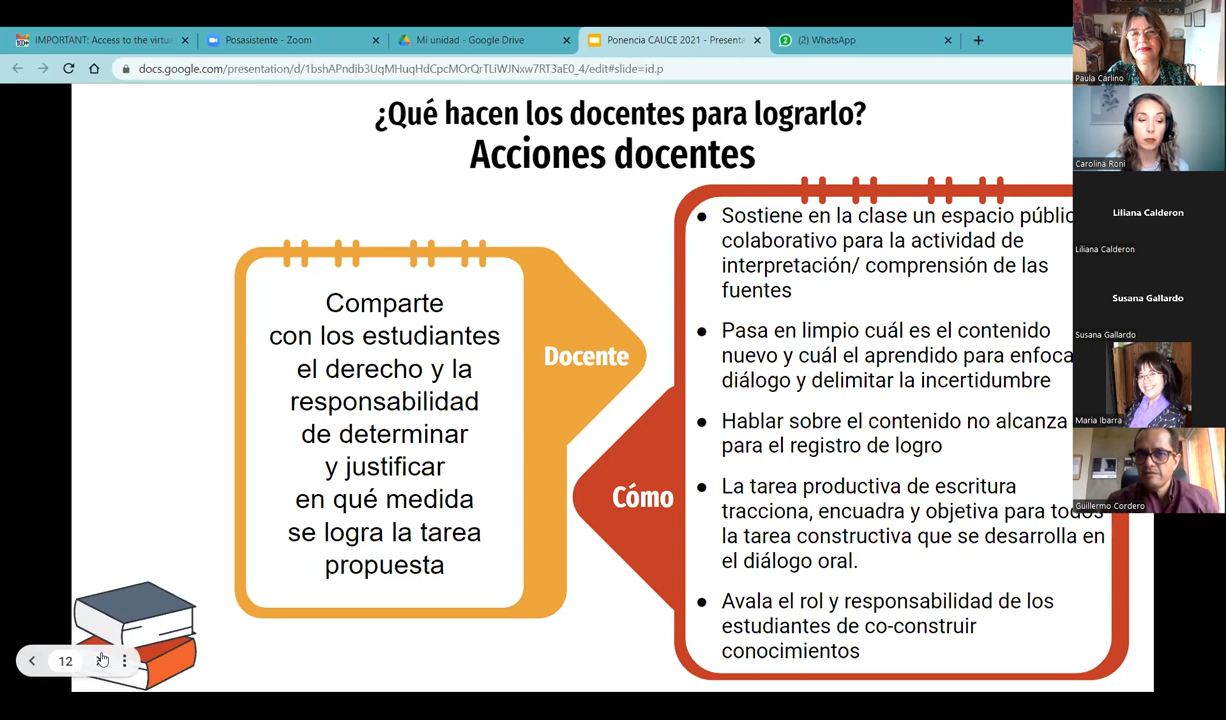 IMPORTANT: Access to the virtua
Posasistente - Zoom
Mi unidad - Google Drive
Ponencia CAUCE 2021 - Presenta
(2) WhatsApp
docs.google.com/presentation/d/1bshAPndib3UqMHuqHdCpcMOrQrTLiWJNxw7RT3aE0_4/edit#slide=id.p
¿Qué hacen los docentes para lograrlo?
Acciones docentes
Comparte
con los estudiantes
el derecho y la
responsabilidad
de determinar
y justificar
en qué medida
se logra la tarea
propuesta
Docente
Cómo
● Sostiene en la clase un espacio públic
colaborativo para la actividad de
interpretación/ comprensión de las
fuentes
● Pasa en limpio cuál es el contenido
nuevo y cuál el aprendido para enfoca
diálogo y delimitar la incertidumbre
● Hablar sobre el contenido no alcanza
para el registro de logro
● La tarea productiva de escritura
tracciona, encuadra y objetiva para todos
la tarea constructiva que se desarrolla en
el diálogo oral.
● Avala el rol y responsabilidad de los
estudiantes de co-construir
conocimientos
12
Paula Carlino
Carolina Roni
Liliana Calderon
Liliana Calderon
Susana Gallardo
Susana Gallardo
Maria Ibarra
Guillermo Cordero